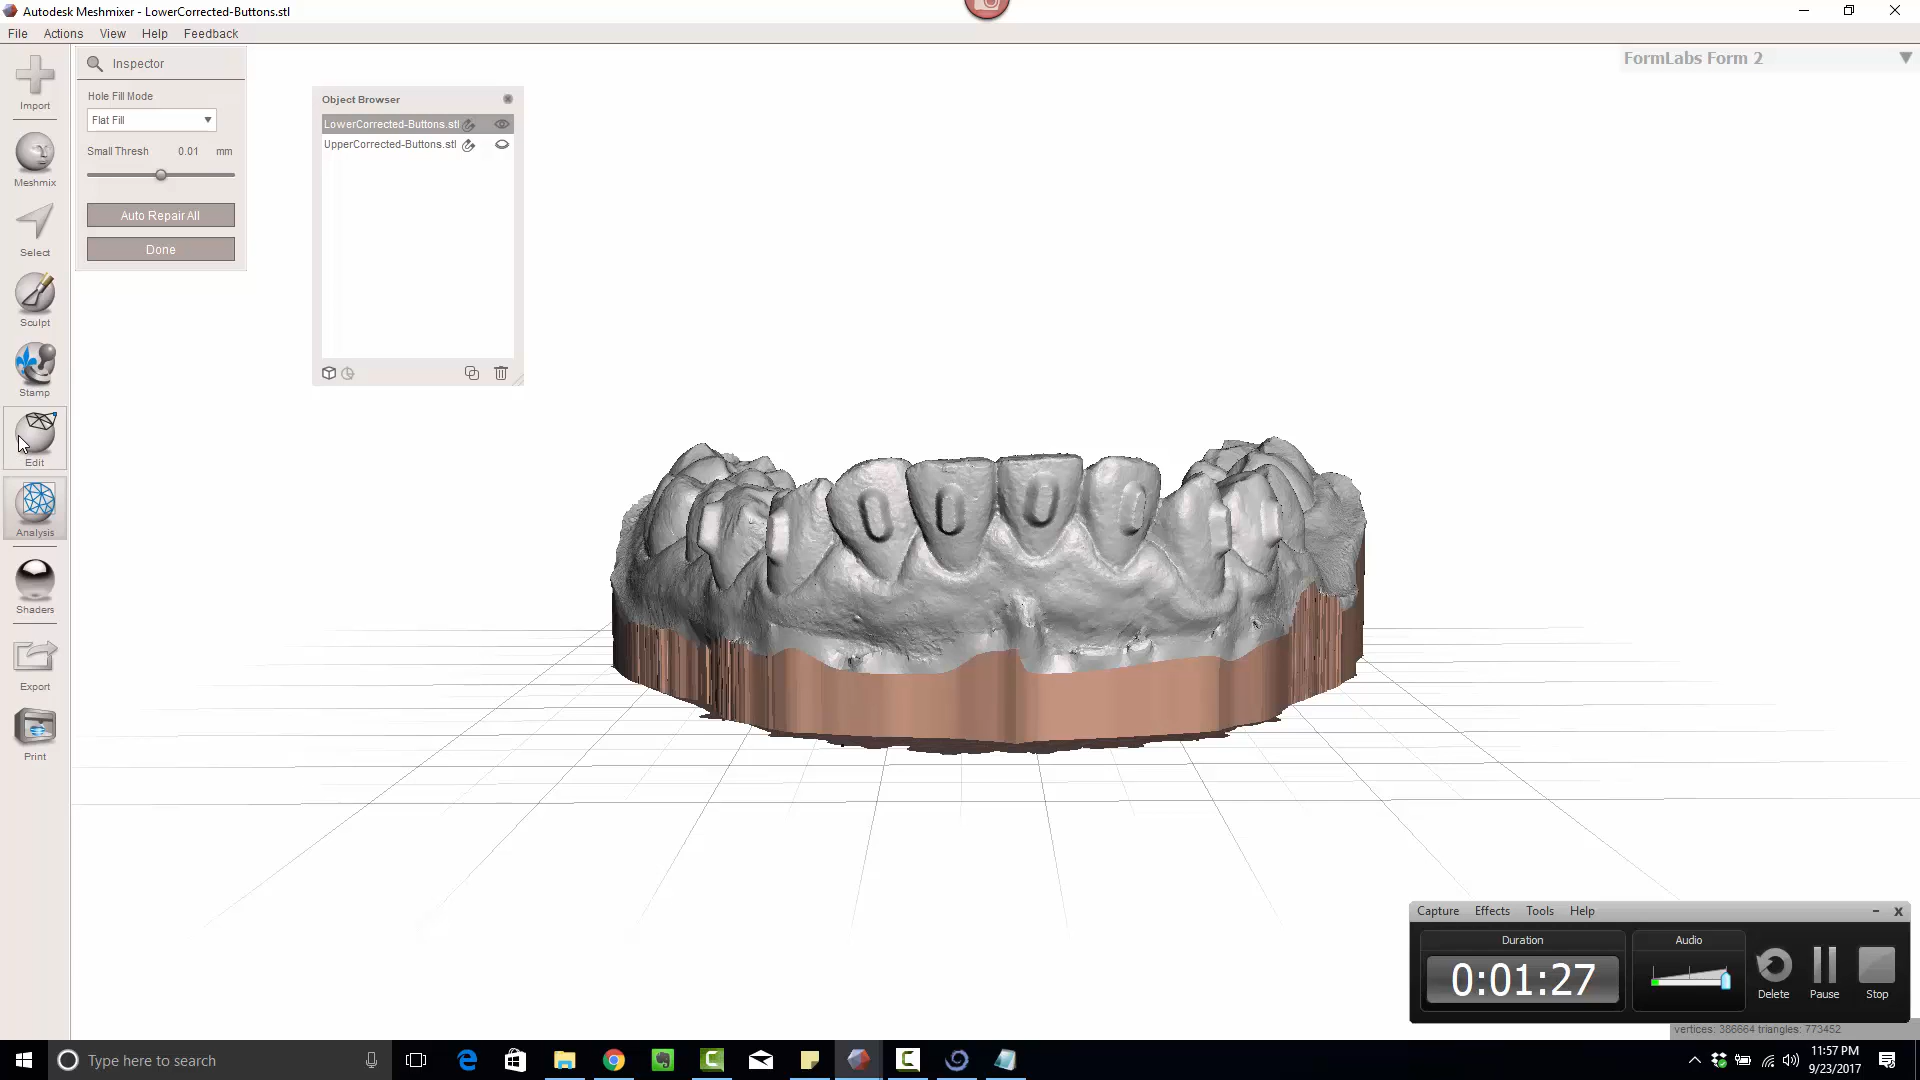 Autodesk Meshmixer - LowerCorrected-Buttons.stl
File Actions View Help Feedback
FormLabs Form 2
Import
Meshmix
Select
Sculpt
Stamp
Edit
Analysis
Shaders
Export
Print
Inspector
Hole Fill Mode
Flat Fill
Small Thresh 0.01 mm
Auto Repair All
Done
Object Browser
LowerCorrected-Buttons.stl
UpperCorrected-Buttons.stl
Capture Effects Tools Help
Duration
0:01:27
Audio
Delete Pause Stop
vertices: 386664 triangles: 773452
Type here to search
11:57 PM
9/23/2017